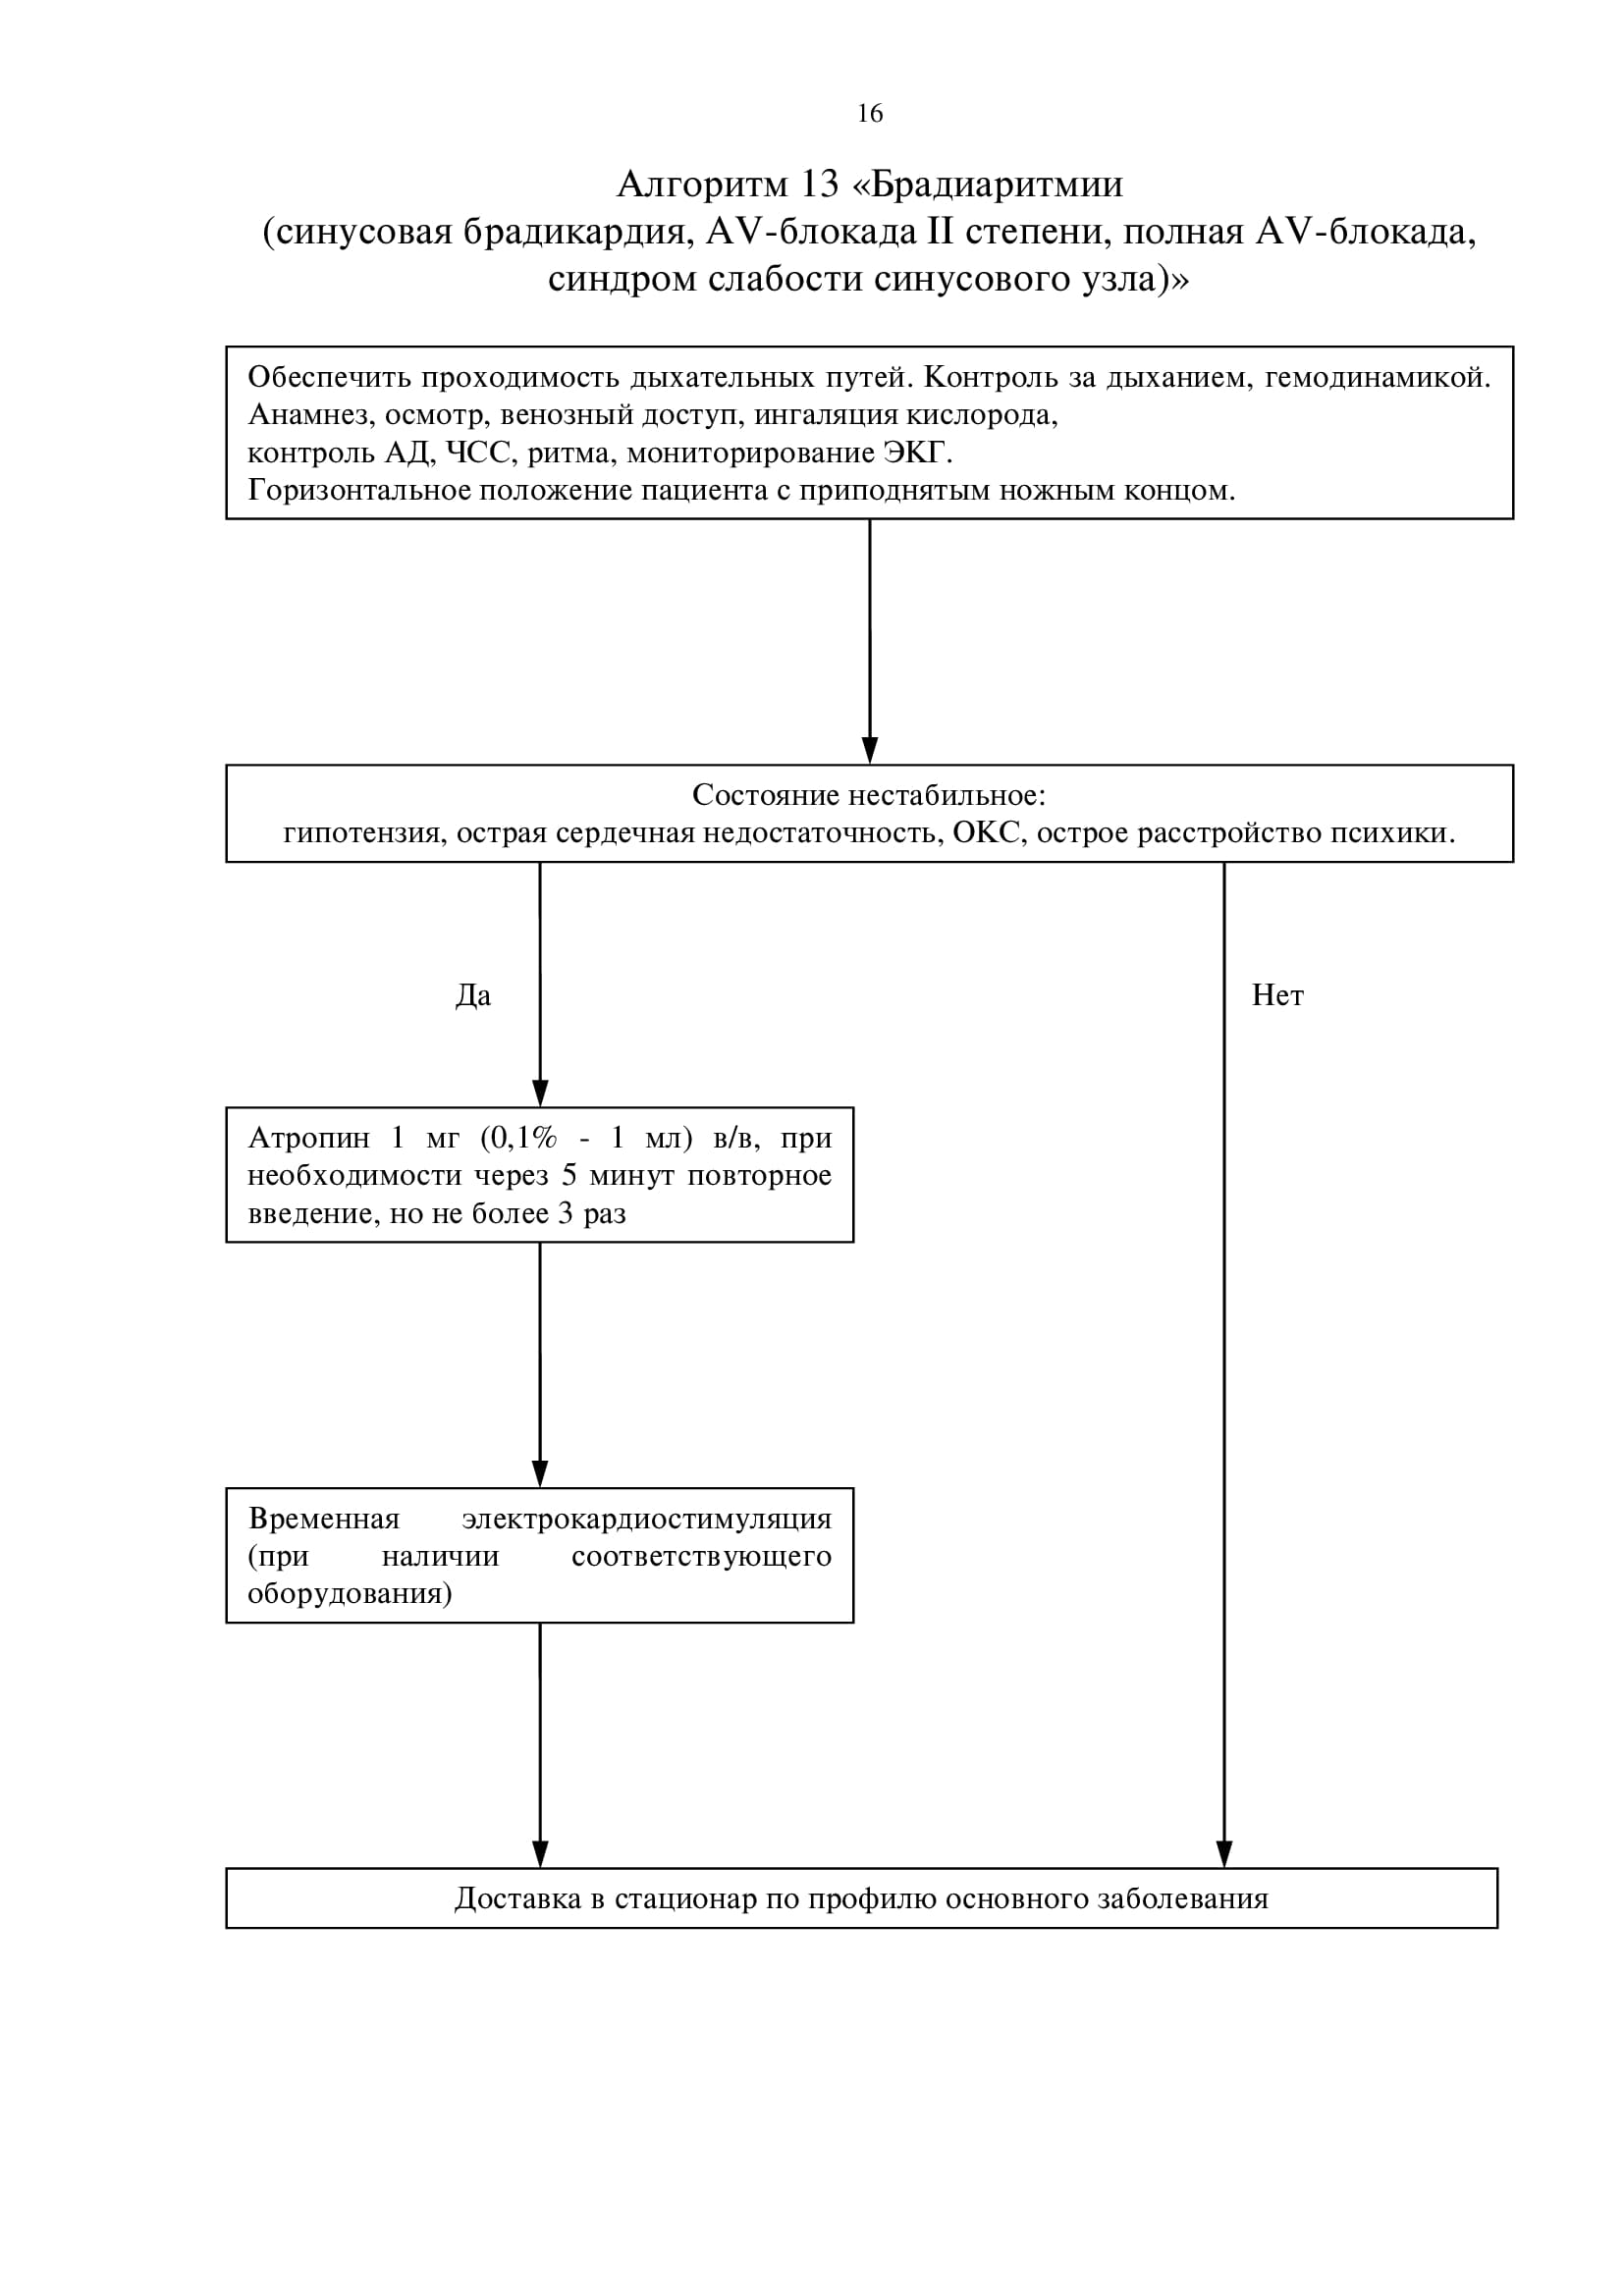 16
Алгоритм 13 «Брадиаритмии
(синусовая брадикардия, AV-блокада II степени, полная AV-блокада,
синдром слабости синусового узла)»
Обеспечить проходимость дыхательных путей. Контроль за дыханием, гемодинамикой.
Анамнез, осмотр, венозный доступ, ингаляция кислорода,
контроль АД, ЧСС, ритма, мониторирование ЭКГ.
Горизонтальное положение пациента с приподнятым ножным концом.
Состояние нестабильное:
гипотензия, острая сердечная недостаточность, ОКС, острое расстройство психики.
Да
Нет
Атропин 1 мг (0,1% - 1 мл) в/в, при
необходимости через 5 минут повторное
введение, но не более 3 раз
Временная электрокардиостимуляция
(при наличии соответствующего
оборудования)
Доставка в стационар по профилю основного заболевания